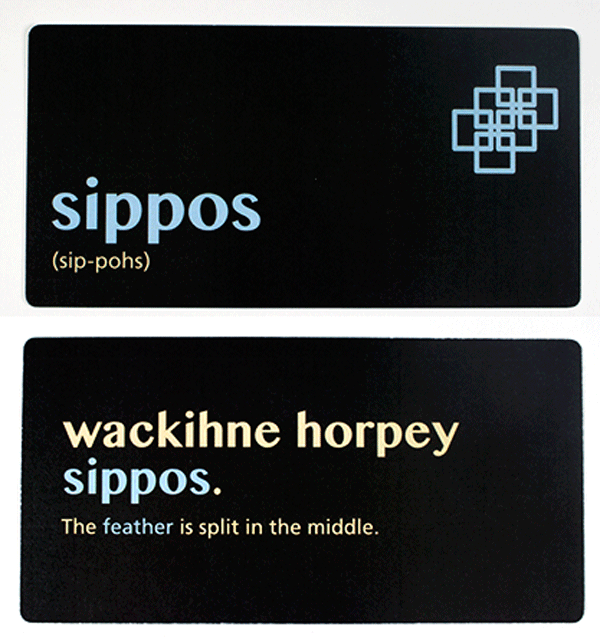 sippos
(sip-pohs)
wackihne horpey
sippos.
The feather is split in the middle.